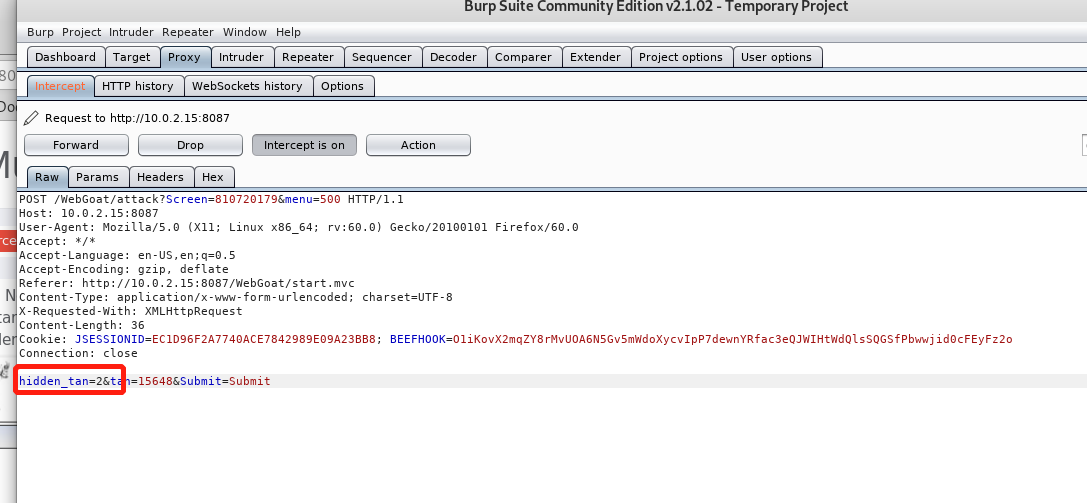 Burp Suite Community Edition v2.1.02 - Temporary Project
Burp Project Intruder Repeater Window Help
Dashboard Target Proxy Intruder Repeater Sequencer Decoder Comparer Extender Project options User options
Intercept HTTP history WebSockets history Options
Request to http://10.0.2.15:8087
Forward Drop Intercept is on Action
Raw Params Headers Hex
POST /WebGoat/attack?Screen=810720179&menu=500 HTTP/1.1
Host: 10.0.2.15:8087
User-Agent: Mozilla/5.0 (X11; Linux x86_64; rv:60.0) Gecko/20100101 Firefox/60.0
Accept: */*
Accept-Language: en-US,en;q=0.5
Accept-Encoding: gzip, deflate
Referer: http://10.0.2.15:8087/WebGoat/start.mvc
Content-Type: application/x-www-form-urlencoded; charset=UTF-8
X-Requested-With: XMLHttpRequest
Content-Length: 36
Cookie: JSESSIONID=EC1D96F2A7740ACE7842989E09A23BB8; BEEFHOOK=O1iKovX2mqZY8rMvUOA6N5Gv5mWdoXycvIpP7dewnYRfac3eQJWIHtWdQlsSQGSfPbwwjid0cFEyFz2o
Connection: close
hidden_tan=2&tan=15648&Submit=Submit